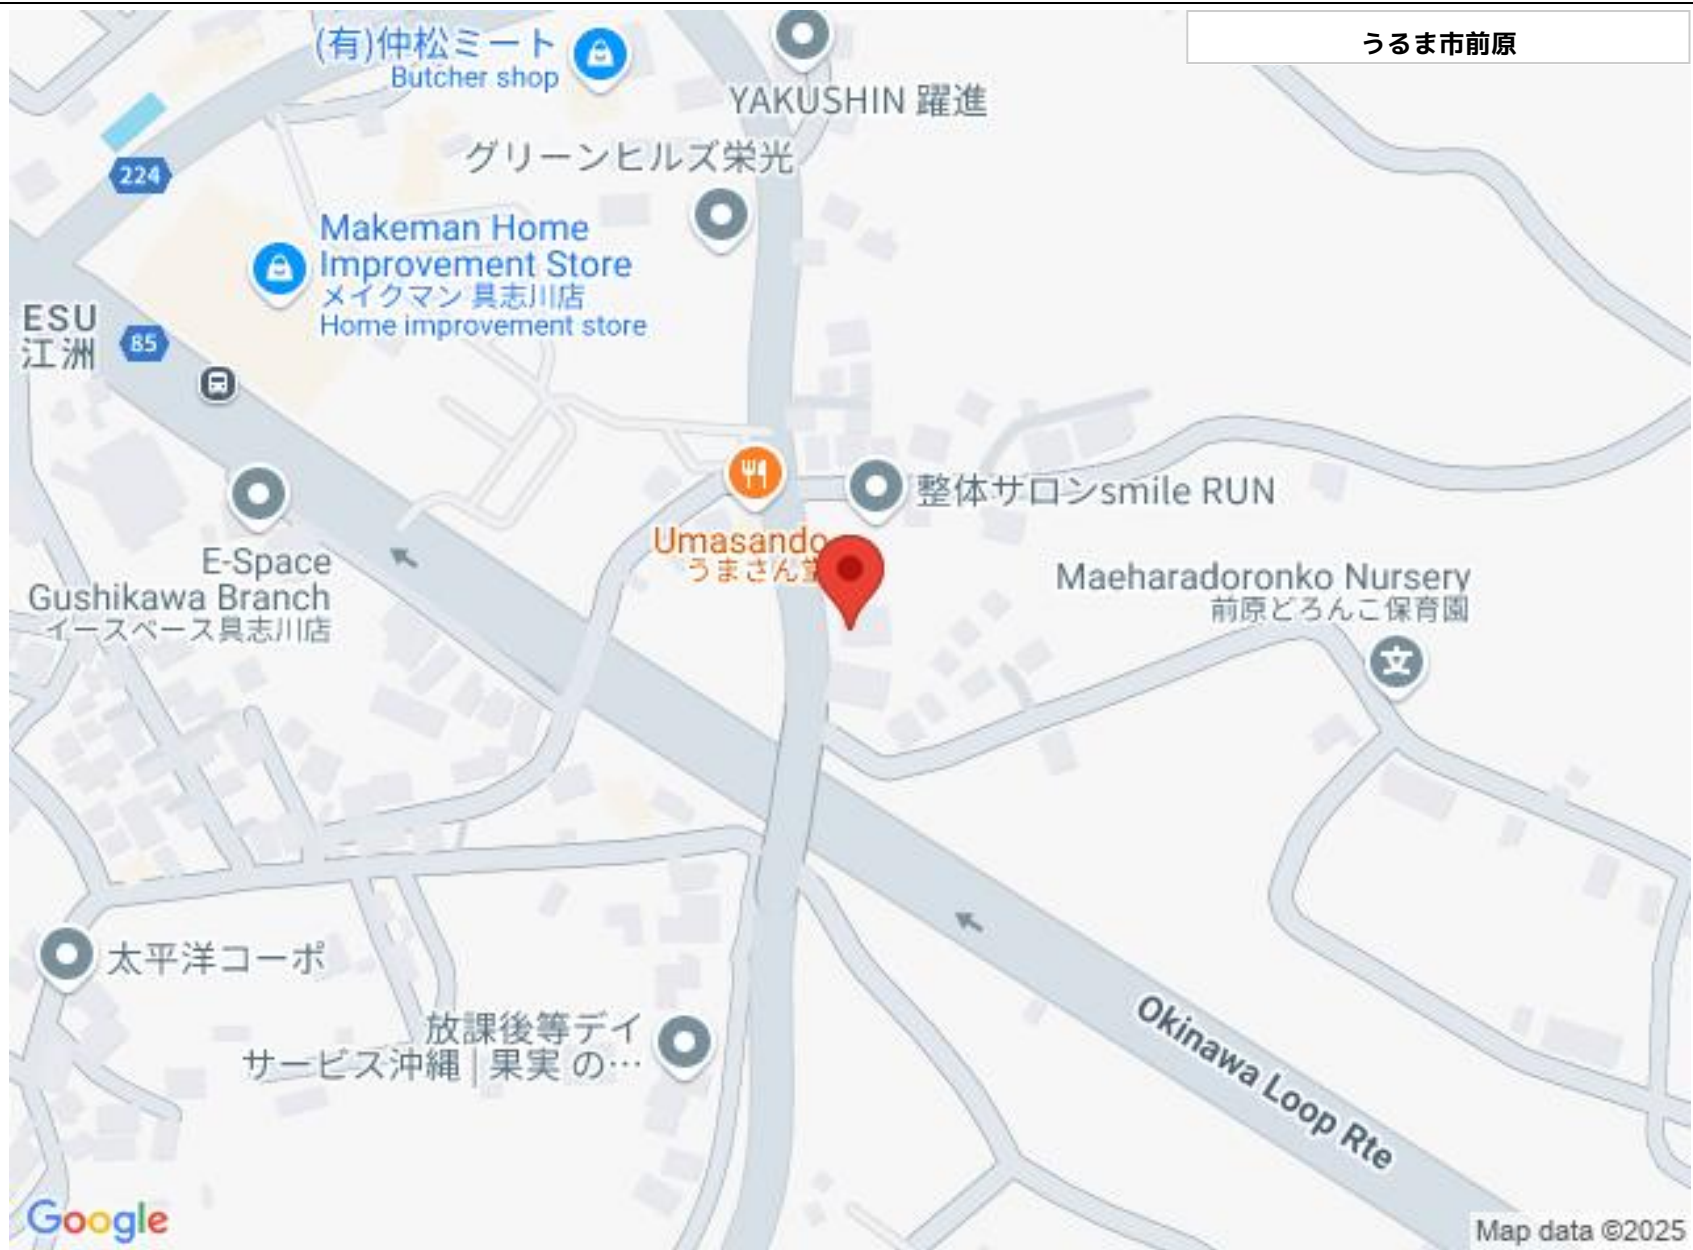 うるま市前原
(有)仲松ミート
Butcher shop
YAKUSHIN 躍進
グリーンヒルズ栄光
224
Makeman Home
Improvement Store
メイクマン 具志川店
Home improvement store
ESU
江洲
85
整体サロンsmile RUN
Umasando
うまさん
E-Space
Gushikawa Branch
イースペース具志川店
Maeharadoronko Nursery
前原どろんこ保育園
文
太平洋コーポ
放課後等デイ
サービス沖縄 | 果実 の…
Okinawa Loop Rte
Google
Map data ©2025